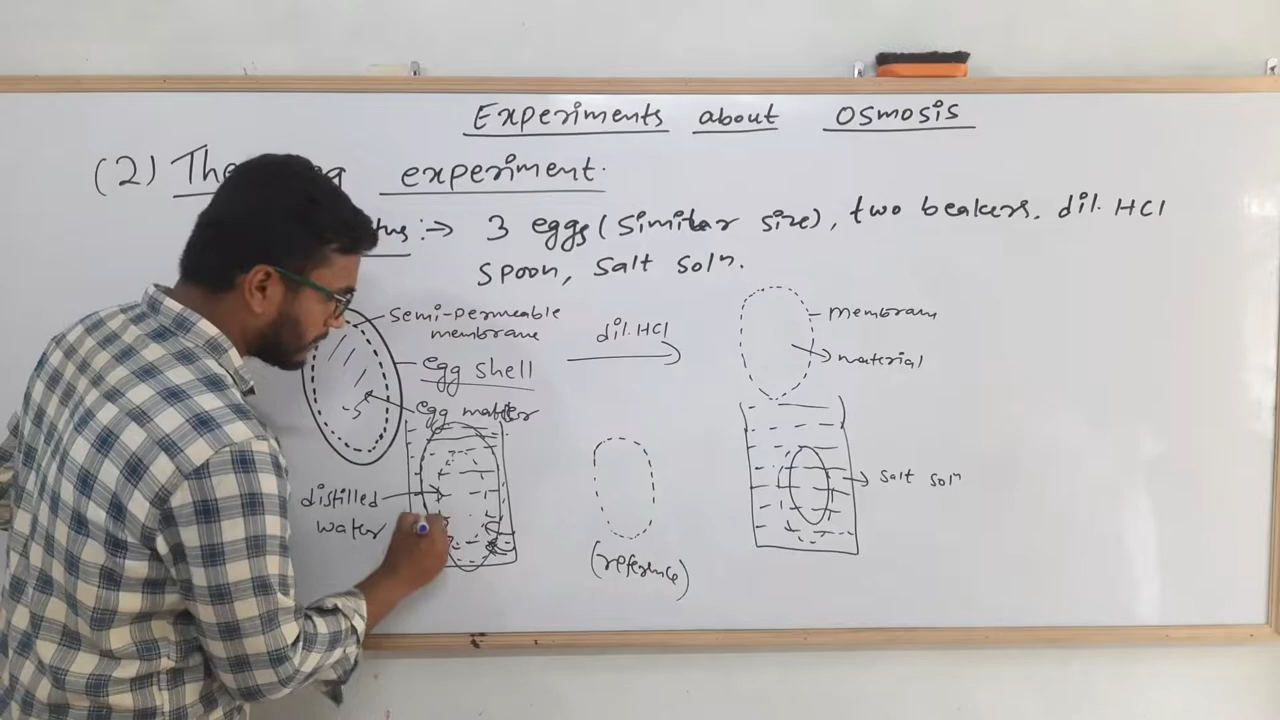 Experiments about Osmosis
(2) The experiment.
:→ 3 eggs (Similar size), two beakers, dil. HCl
Spoon, Salt soln.
semi-permeable
membrane
egg shell
egg matter
dil. HCl
membram
material
distilled
water
(reference)
Salt soln